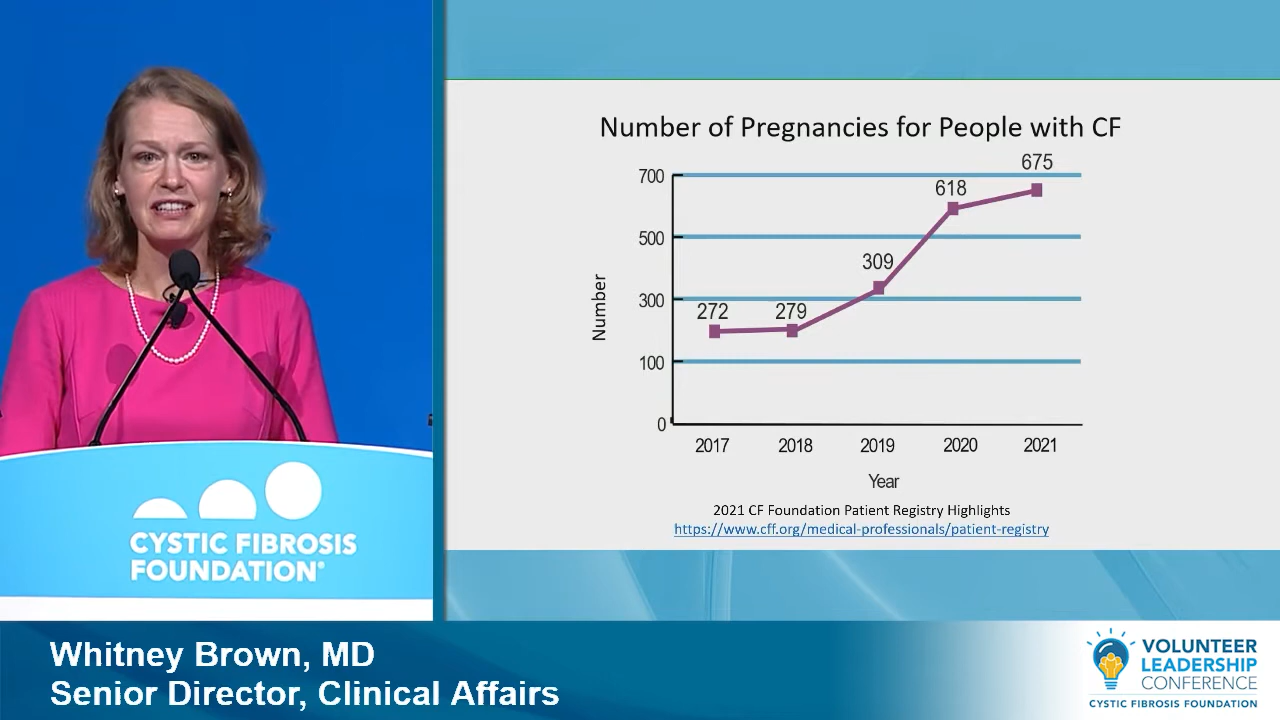 CYSTIC FIBROSIS
FOUNDATION®
Number of Pregnancies for People with CF
700
500
300
100
0
Number
272
279
309
618
675
2017
2018
2019
2020
2021
Year
2021 CF Foundation Patient Registry Highlights
https://www.cff.org/medical-professionals/patient-registry
Whitney Brown, MD
Senior Director, Clinical Affairs
VOLUNTEER
LEADERSHIP
CONFERENCE
CYSTIC FIBROSIS FOUNDATION